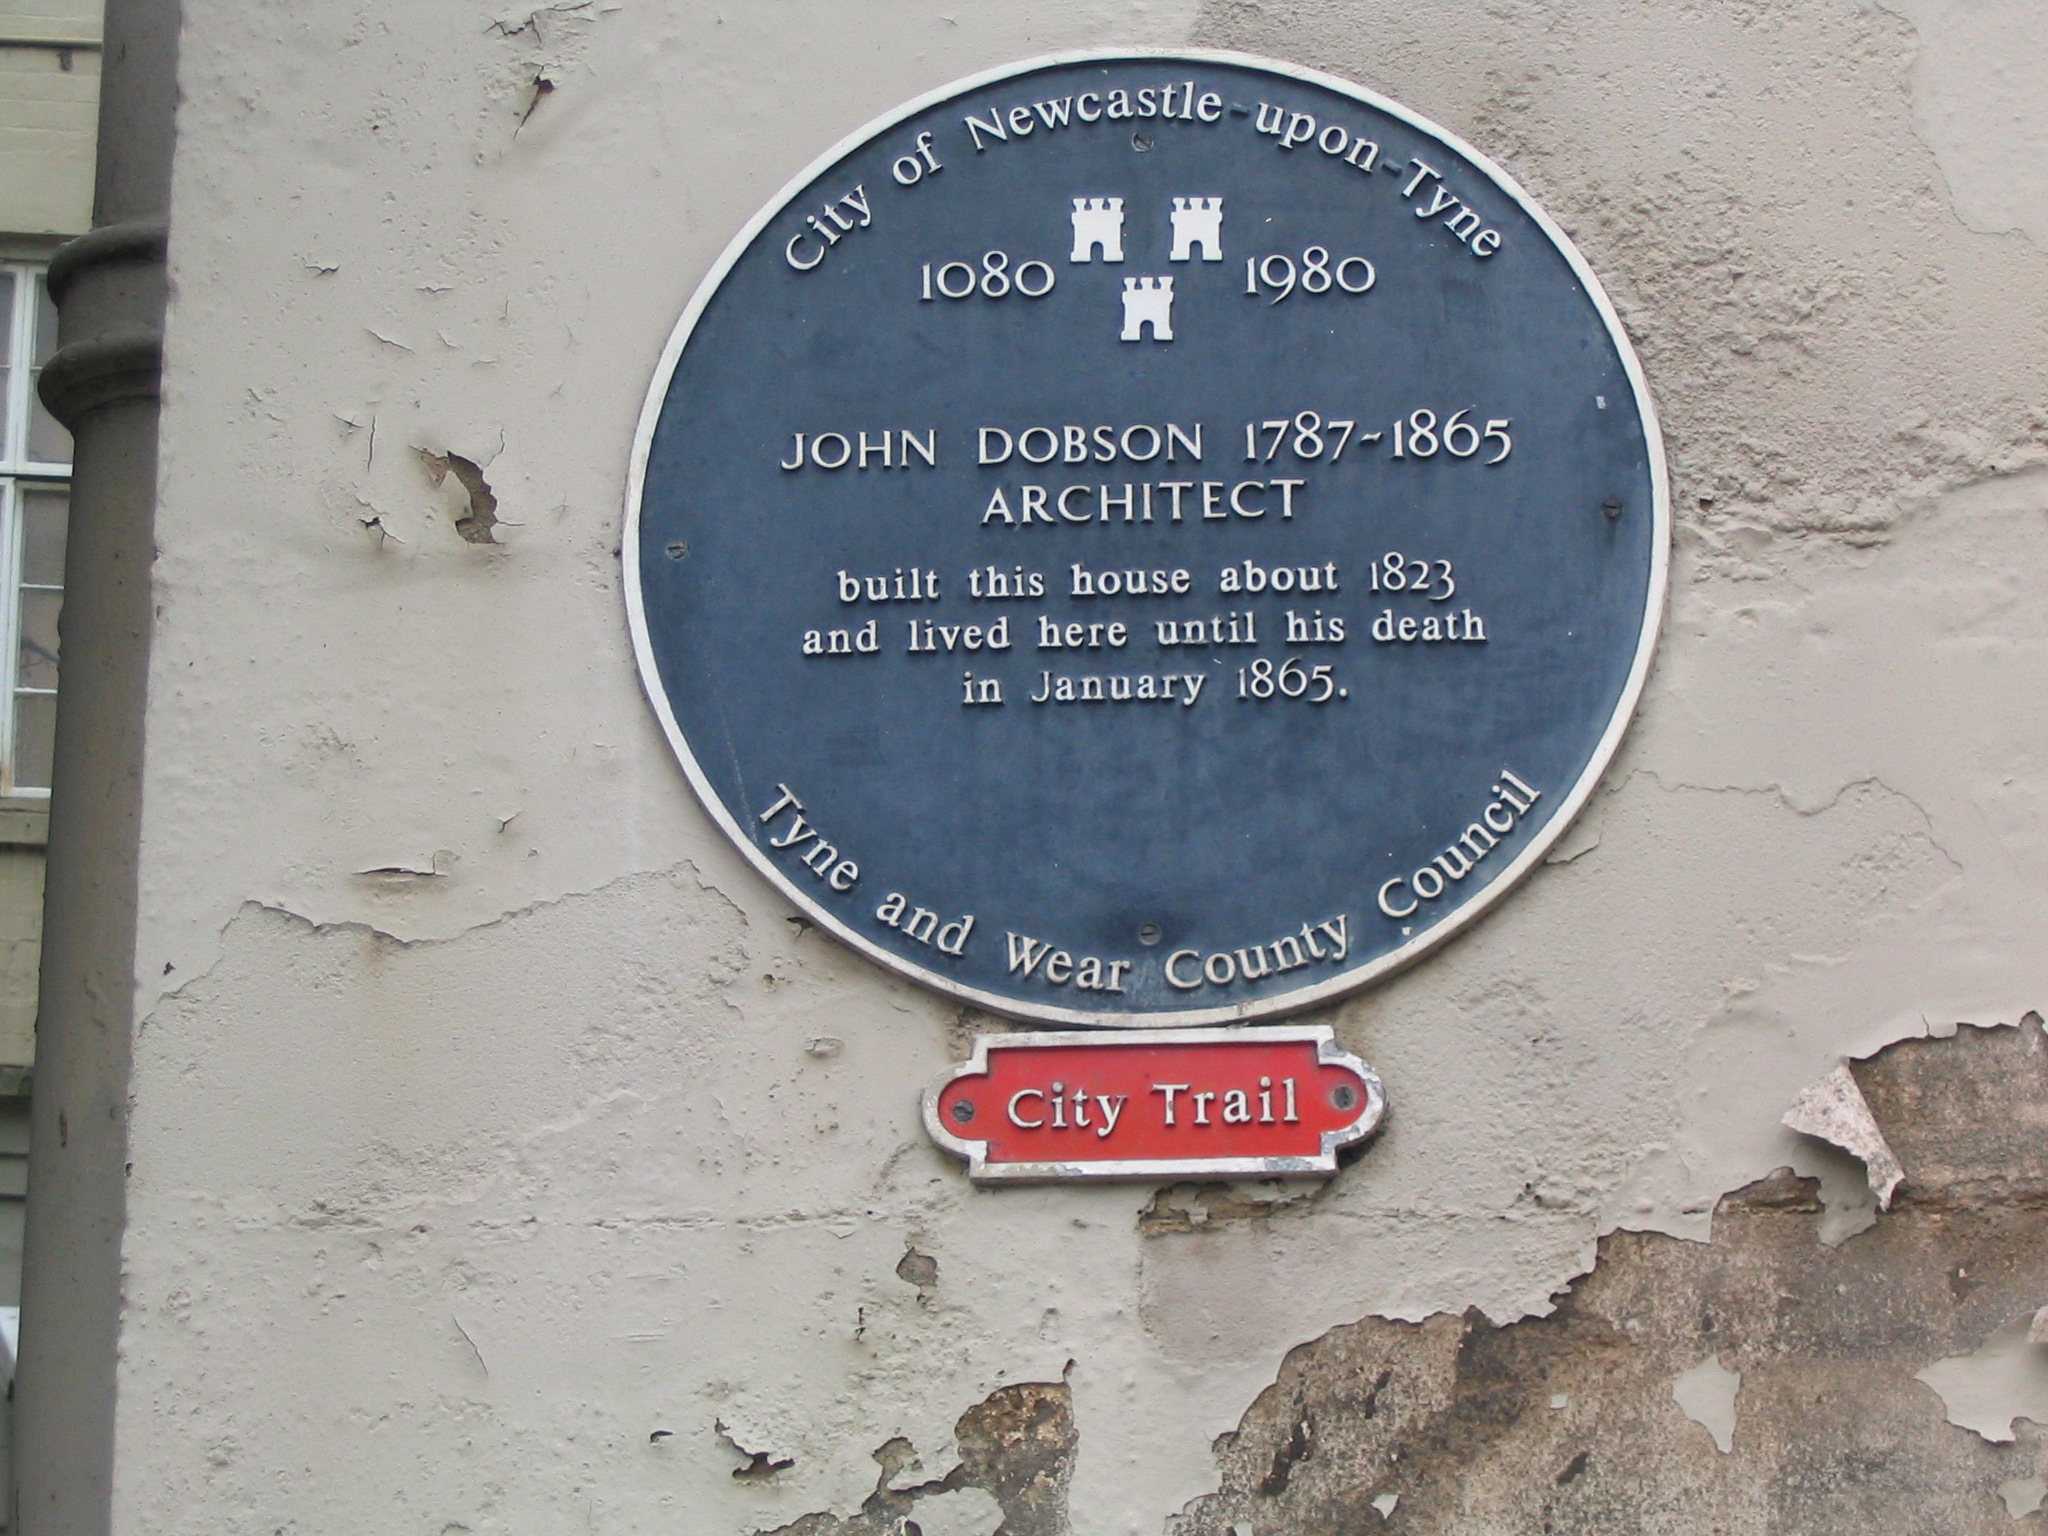 City of Newcastle-upon-Tyne
1080 1980
JOHN DOBSON 1787-1865
ARCHITECT
built this house about 1823
and lived here until his death
in January 1865.
Tyne and Wear County Council
City Trail